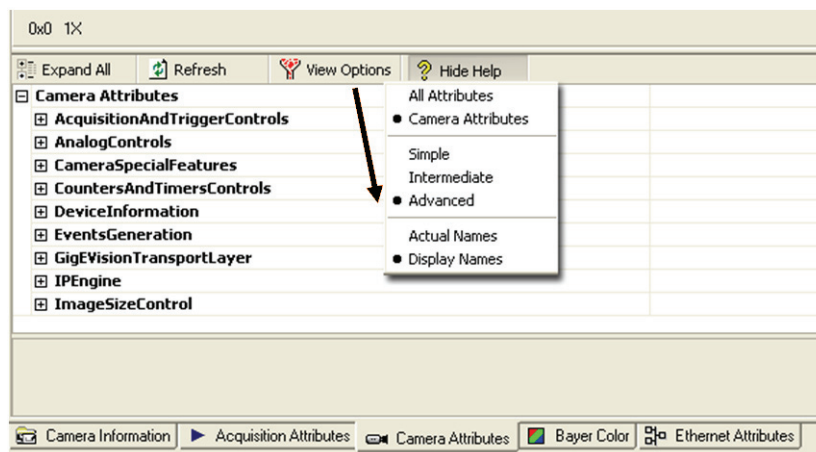 0x0 1X
Expand All Refresh View Options Hide Help
Camera Attributes
AcquisitionAndTriggerControls
AnalogControls
CameraSpecialFeatures
CountersAndTimersControls
DeviceInformation
EventsGeneration
GigEVisionTransportLayer
IPEngine
ImageSizeControl
All Attributes
Camera Attributes
Simple
Intermediate
Advanced
Actual Names
Display Names
Camera Information Acquisition Attributes Camera Attributes Bayer Color Ethernet Attributes